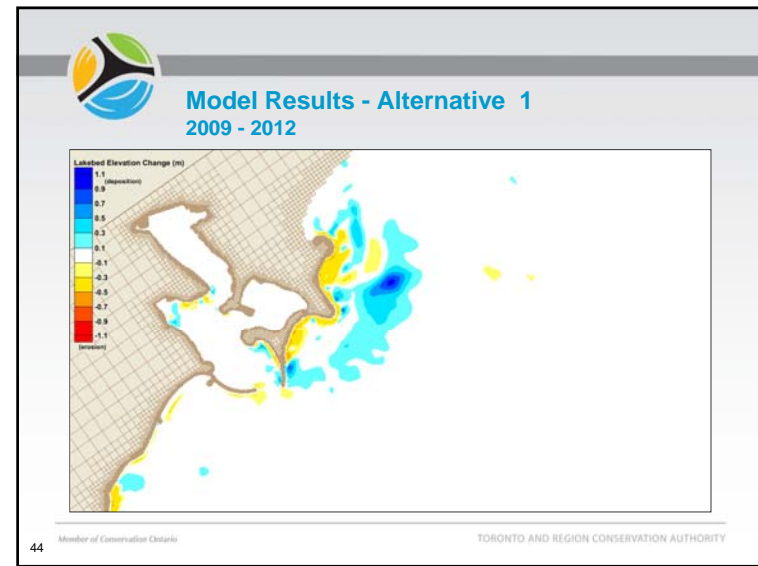 Model Results - Alternative 1
2009 - 2012
Lakebed Elevation Change (m)
1.1
(deposition)
0.9
0.7
0.5
0.3
0.1
-0.1
-0.3
-0.5
-0.7
-0.9
-1.1
(erosion)
44
Member of Conservation Ontario
TORONTO AND REGION CONSERVATION AUTHORITY